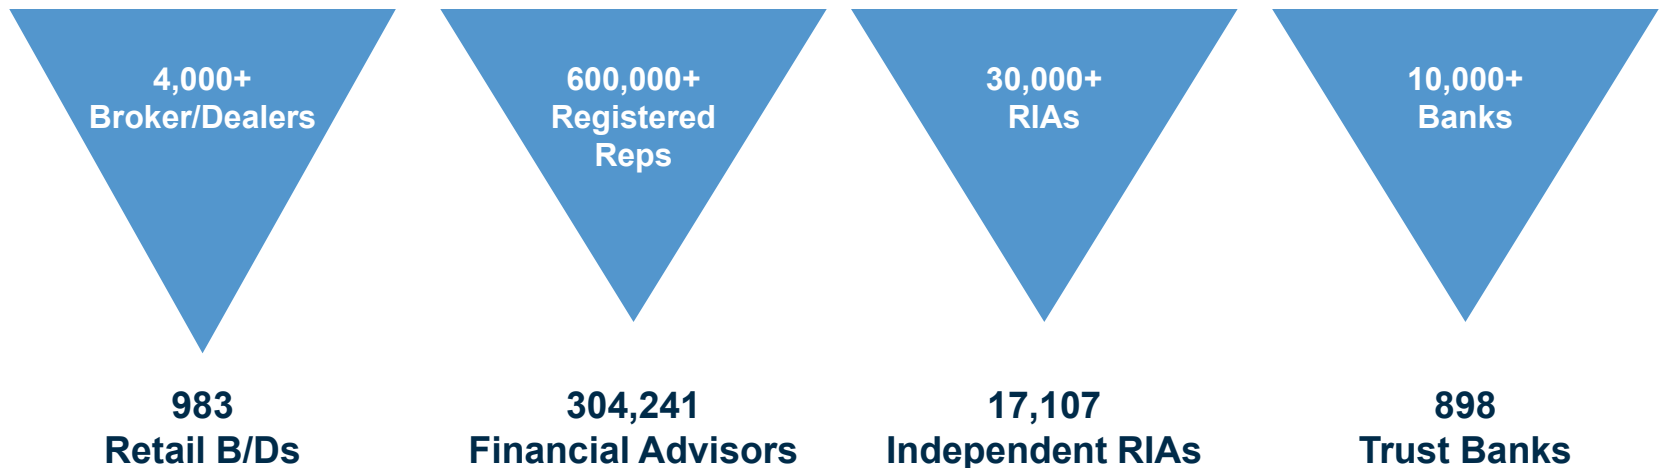 4,000+
Broker/Dealers
600,000+
Registered
Reps
30,000+
RIAs
10,000+
Banks
983
Retail B/Ds
304,241
Financial Advisors
17,107
Independent RIAs
898
Trust Banks